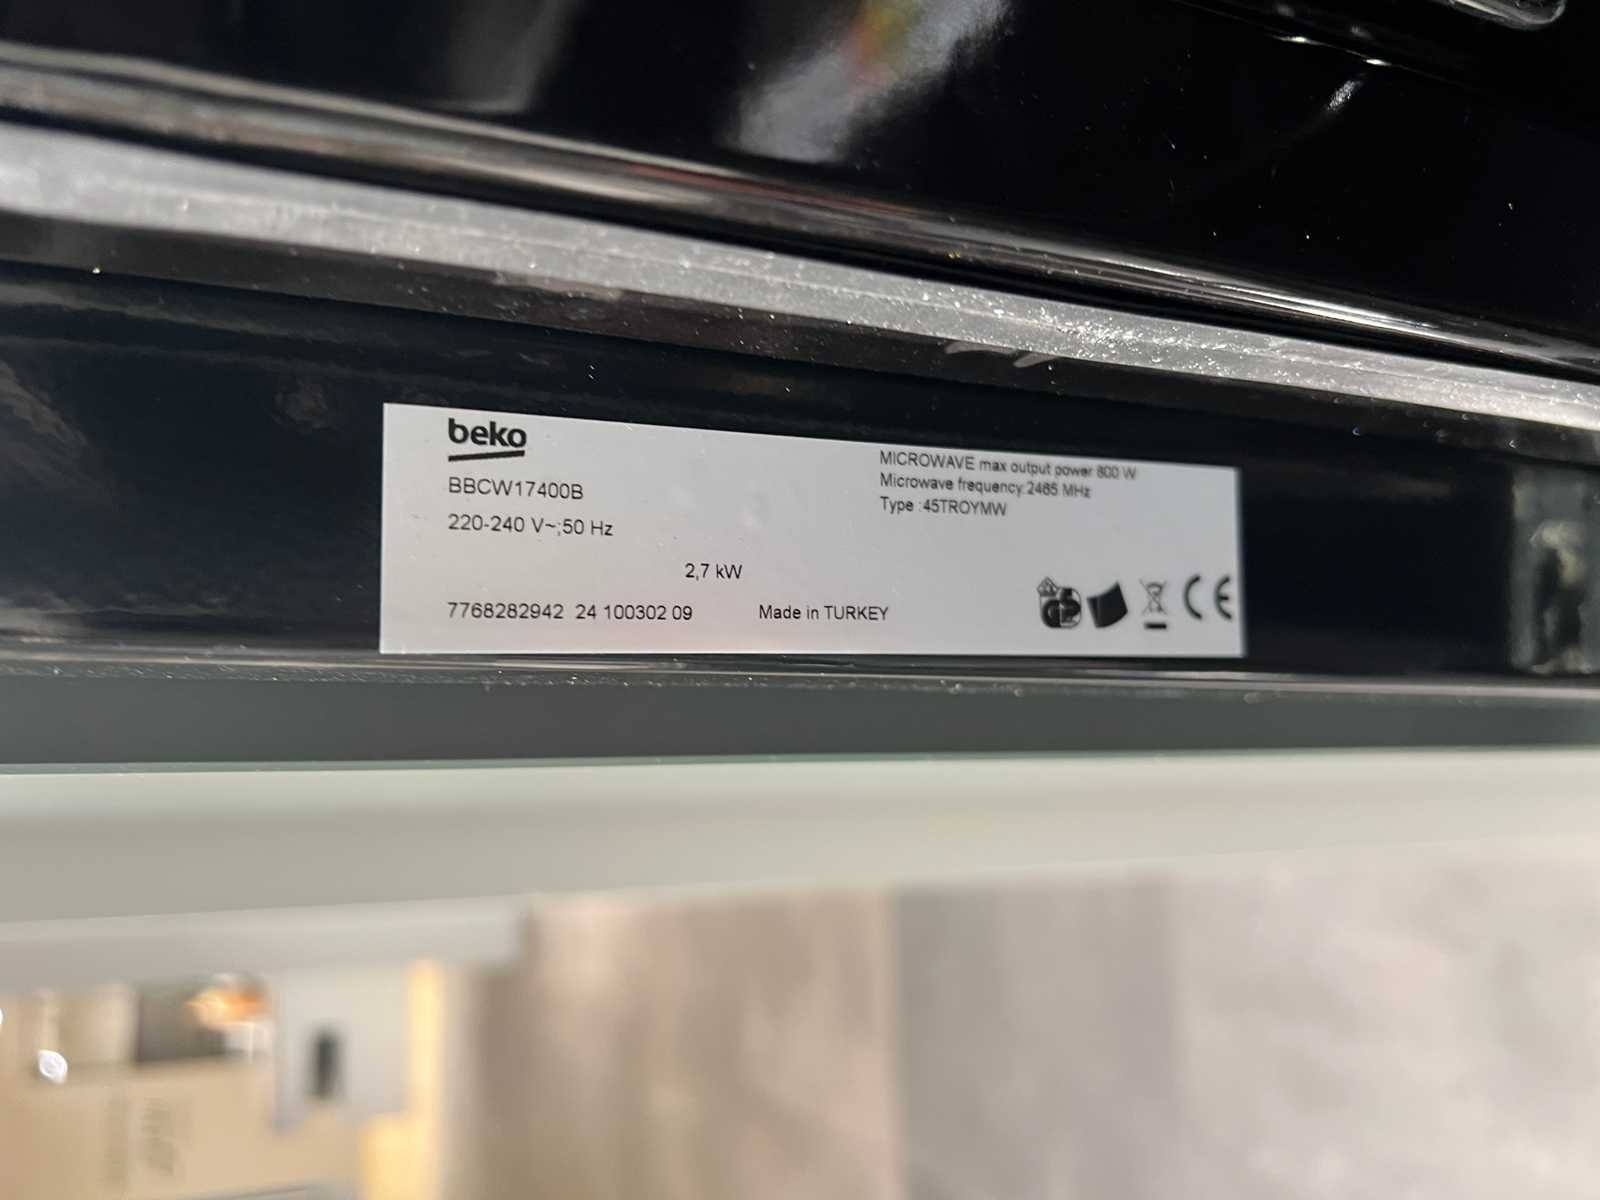 beko
BBCW17400B
220-240 V~;50 Hz
2,7 kW
7768282942 24 100302 09
Made in TURKEY
MICROWAVE max output power 800 W
Microwave frequency:2465 MHz
Type :45TROYMW
CE